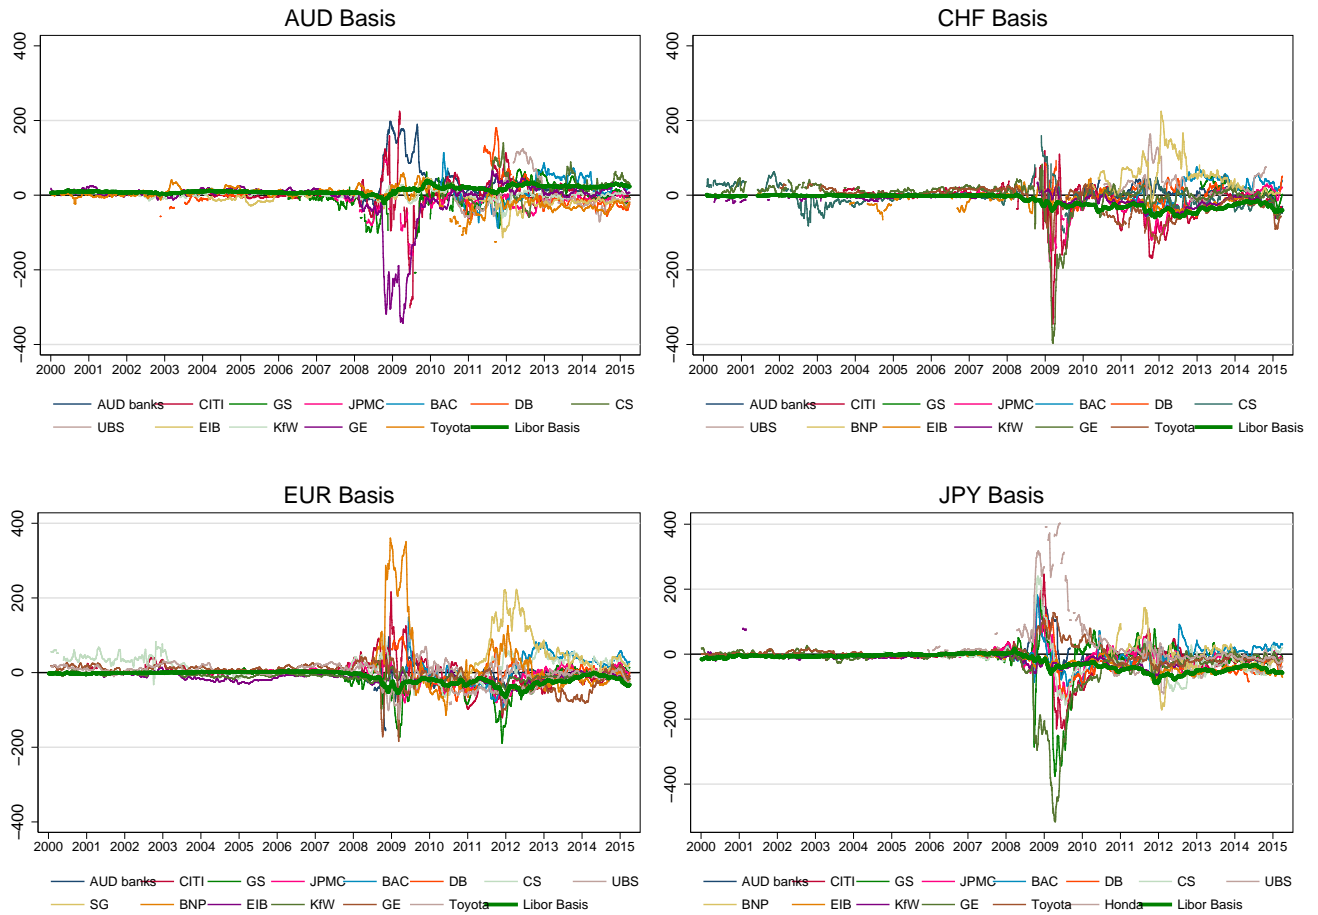 AUD Basis
400
200
0
−200
−400
2000 2001 2002 2003 2004 2005 2006 2007 2008 2009 2010 2011 2012 2013 2014 2015
AUD banks CITI GS JPMC BAC DB CS
UBS EIB KfW GE Toyota Libor Basis
CHF Basis
400
200
0
−200
−400
2000 2001 2002 2003 2004 2005 2006 2007 2008 2009 2010 2011 2012 2013 2014 2015
AUD banks CITI GS JPMC BAC DB CS
UBS BNP EIB KfW GE Toyota Libor Basis
EUR Basis
400
200
0
−200
−400
2000 2001 2002 2003 2004 2005 2006 2007 2008 2009 2010 2011 2012 2013 2014 2015
AUD banks CITI GS JPMC BAC DB CS UBS
SG BNP EIB KfW GE Toyota Libor Basis
JPY Basis
400
200
0
−200
−400
2000 2001 2002 2003 2004 2005 2006 2007 2008 2009 2010 2011 2012 2013 2014 2015
AUD banks CITI GS JPMC BAC DB CS UBS
BNP EIB KfW GE Toyota Honda Libor Basis